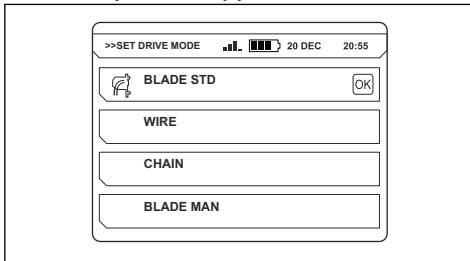 >>SET DRIVE MODE 20 DEC 20:55
BLADE STD OK
WIRE
CHAIN
BLADE MAN